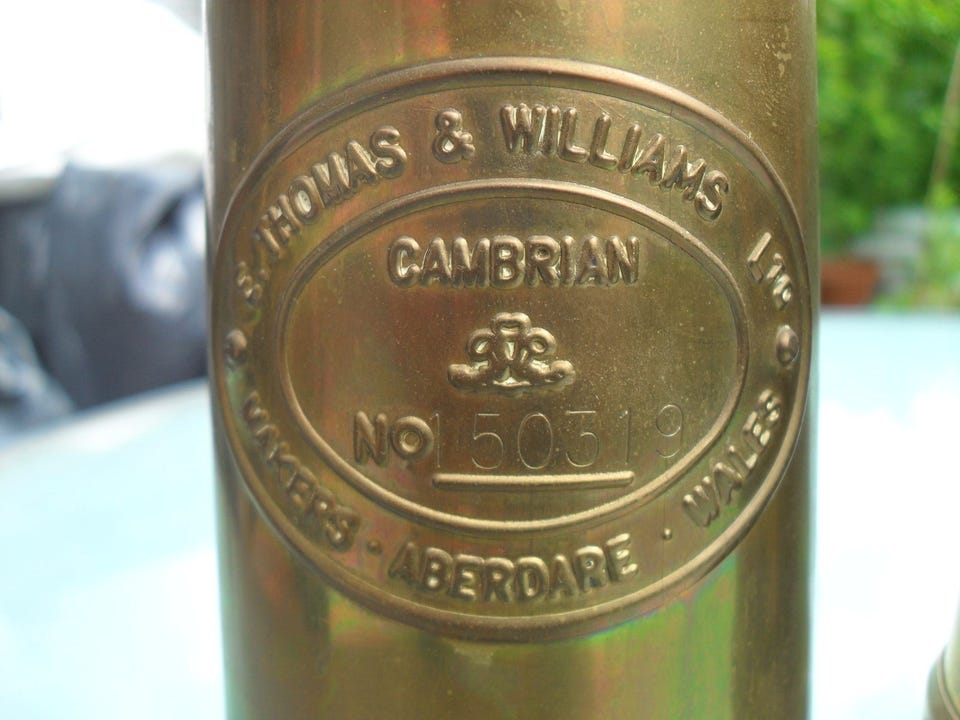 E. THOMAS & WILLIAMS LTD.
CAMBRIAN
No 150319
MAKERS · ABERDARE · WALES